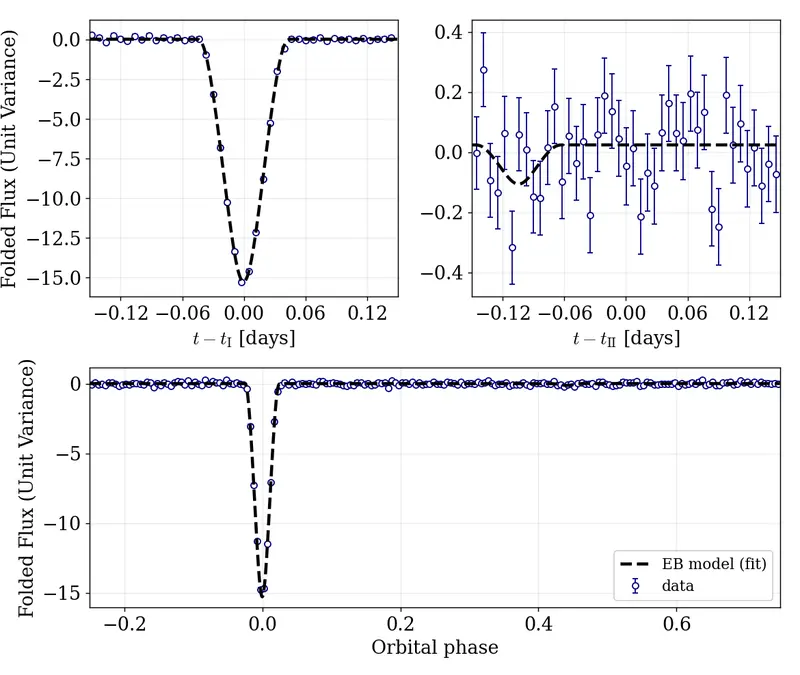 Folded Flux (Unit Variance)
0.0
−2.5
−5.0
−7.5
−10.0
−12.5
−15.0
−0.12 −0.06 0.00 0.06 0.12
t − tI [days]
0.4
0.2
0.0
−0.2
−0.4
−0.12 −0.06 0.00 0.06 0.12
t − tII [days]
Folded Flux (Unit Variance)
0
−5
−10
−15
EB model (fit)
data
−0.2 0.0 0.2 0.4 0.6
Orbital phase